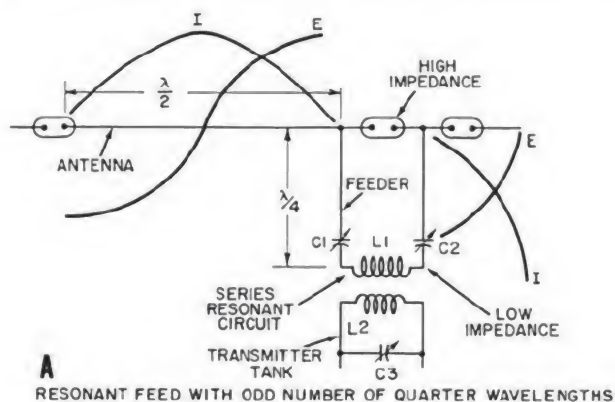 I
E
λ/2
HIGH
IMPEDANCE
ANTENNA
E
FEEDER
λ/4
C1
L1
C2
SERIES
RESONANT
CIRCUIT
I
LOW
IMPEDANCE
L2
TRANSMITTER
TANK
C3
A
RESONANT FEED WITH ODD NUMBER OF QUARTER WAVELENGTHS